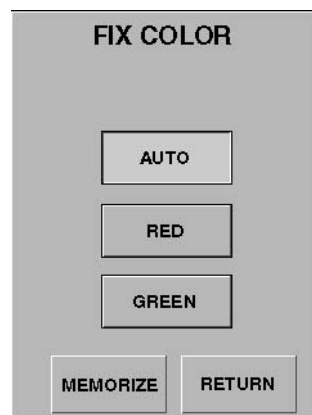 FIX COLOR
AUTO
RED
GREEN
MEMORIZE RETURN